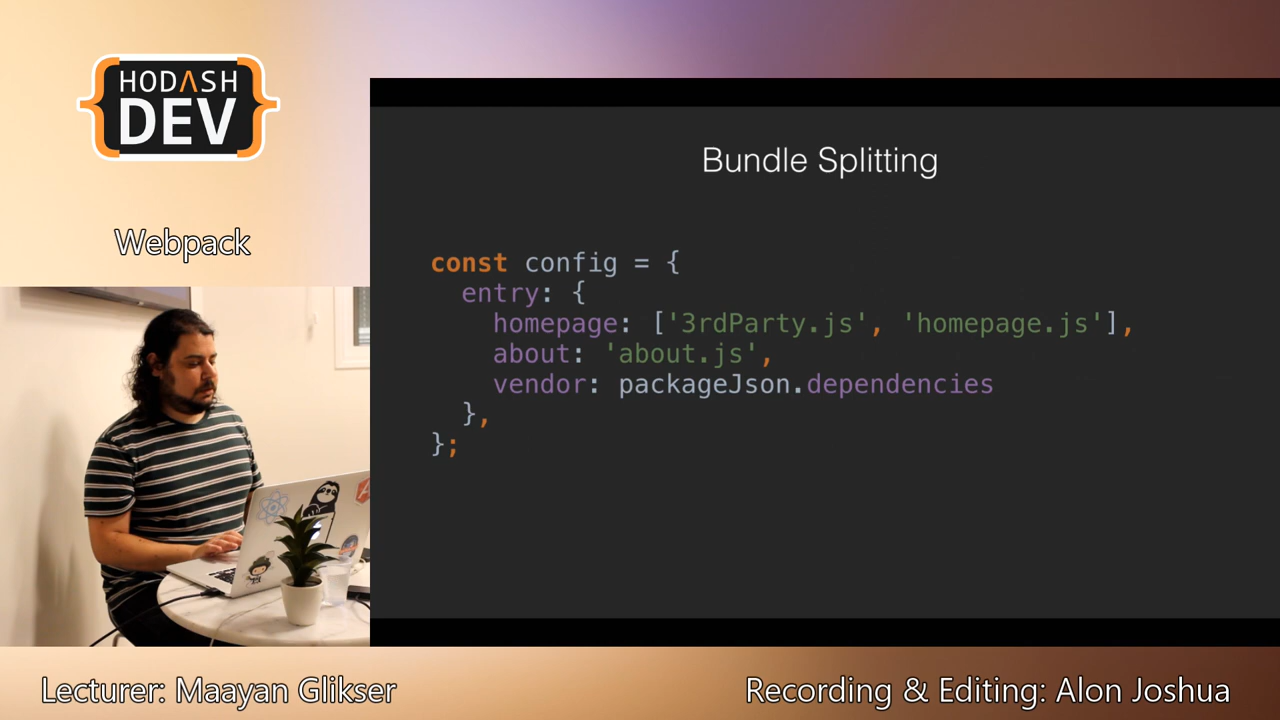 HODASH
DEV
Webpack
Bundle Splitting
const config = {
  entry: {
    homepage: ['3rdParty.js', 'homepage.js'],
    about: 'about.js',
    vendor: packageJson.dependencies
  },
};
Lecturer: Maayan Glikser
Recording & Editing: Alon Joshua